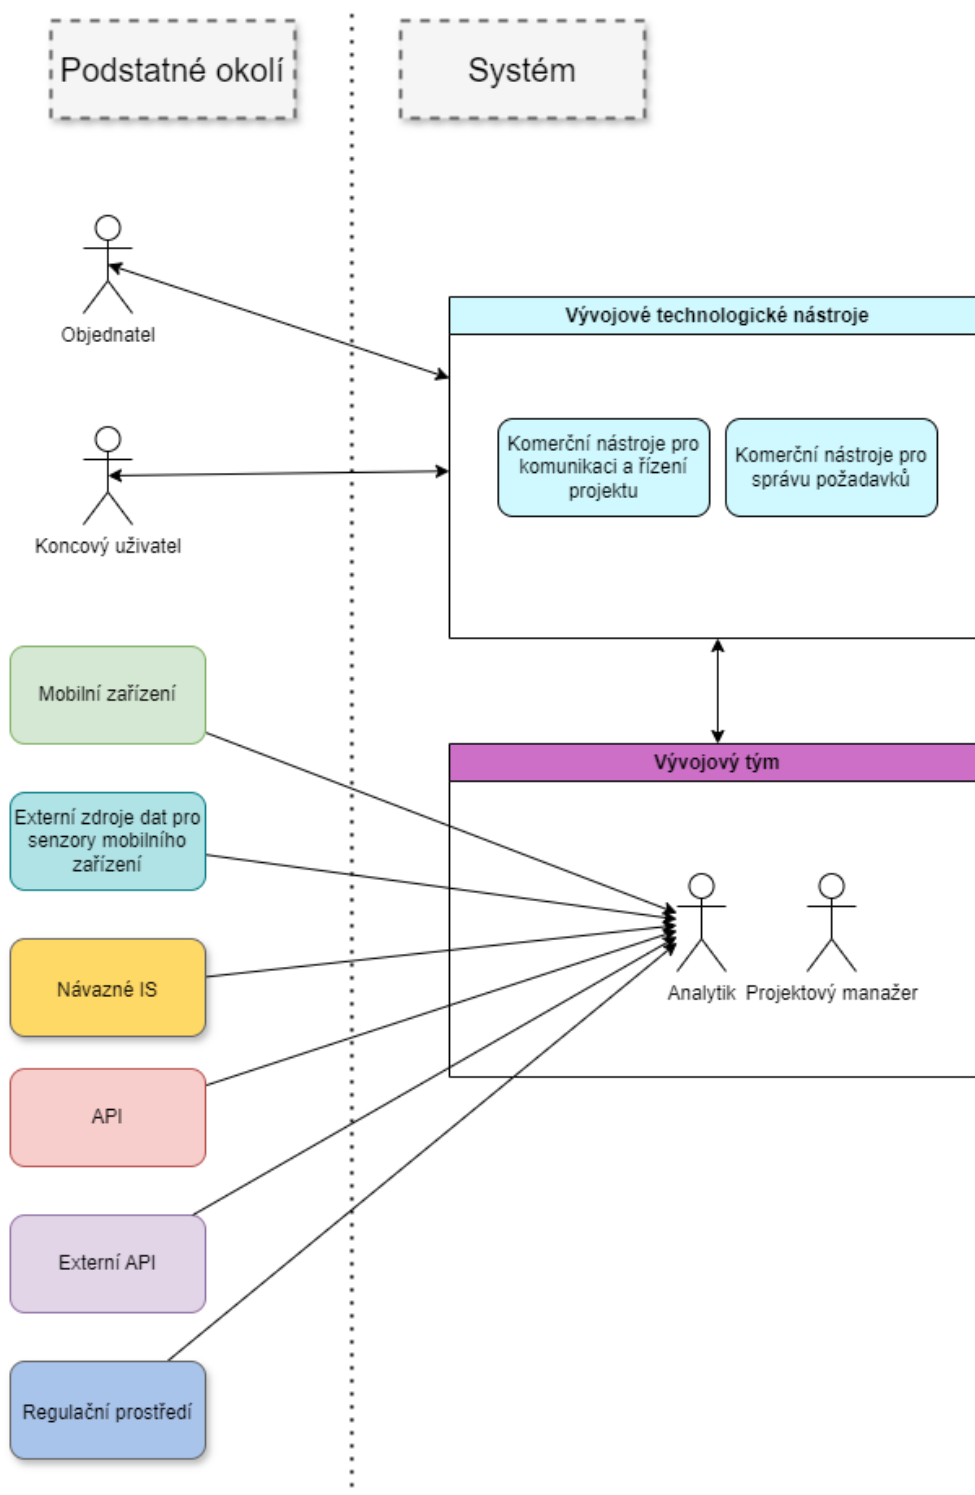 Podstatné okolí
Systém
Objednatel
Vývojové technologické nástroje
Komerční nástroje pro
komunikaci a řízení
projektu
Komerční nástroje pro
správu požadavků
Koncový uživatel
Mobilní zařízení
Vývojový tým
Externí zdroje dat pro
senzory mobilního
zařízení
Analytik
Projektový manažer
Návazné IS
API
Externí API
Regulační prostředí